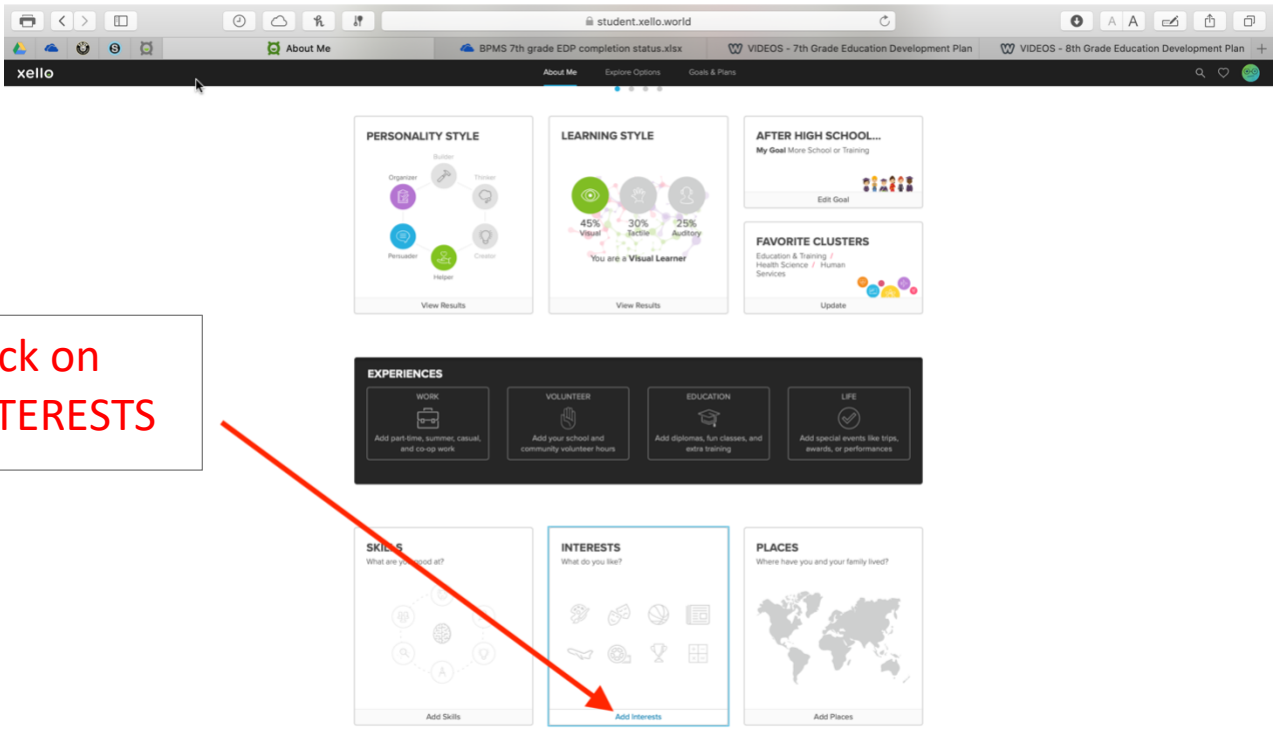 student.xello.world
About Me
BPMS 7th grade EDP completion status.xlsx
VIDEOS - 7th Grade Education Development Plan
VIDEOS - 8th Grade Education Development Plan
xello
About Me
Explore Options
Goals & Plans
PERSONALITY STYLE
Builder
Organizer
Thinker
Persuader
Creator
Helper
View Results
LEARNING STYLE
45%
Visual
30%
Tactile
25%
Auditory
You are a Visual Learner
View Results
AFTER HIGH SCHOOL...
My Goal More School or Training
Edit Goal
FAVORITE CLUSTERS
Education & Training /
Health Science / Human
Services
Update
ck on
TERESTS
EXPERIENCES
WORK
Add part-time, summer, casual,
and co-op work
VOLUNTEER
Add your school and
community volunteer hours
EDUCATION
Add diplomas, fun classes, and
extra training
LIFE
Add special events like trips,
awards, or performances
SKILLS
What are you good at?
Add Skills
INTERESTS
What do you like?
Add Interests
PLACES
Where have you and your family lived?
Add Places